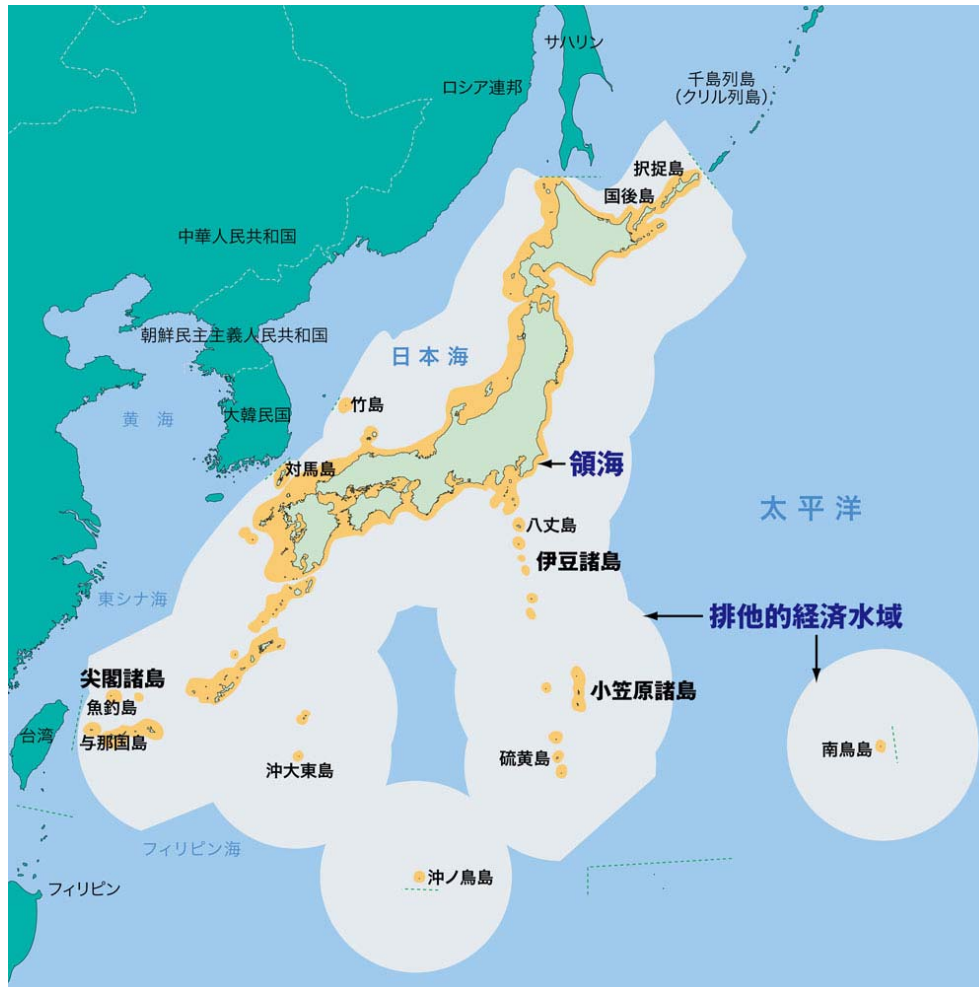 サハリン
千島列島
(クリル列島)
ロシア連邦
択捉島
国後島
中華人民共和国
朝鮮民主主義人民共和国
日本海
竹島
黄 海
大韓民国
対馬島
領海
太平洋
八丈島
伊豆諸島
東シナ海
排他的経済水域
尖閣諸島
魚釣島
小笠原諸島
台湾
与那国島
沖大東島
硫黄島
南鳥島
フィリピン海
沖ノ鳥島
フィリピン